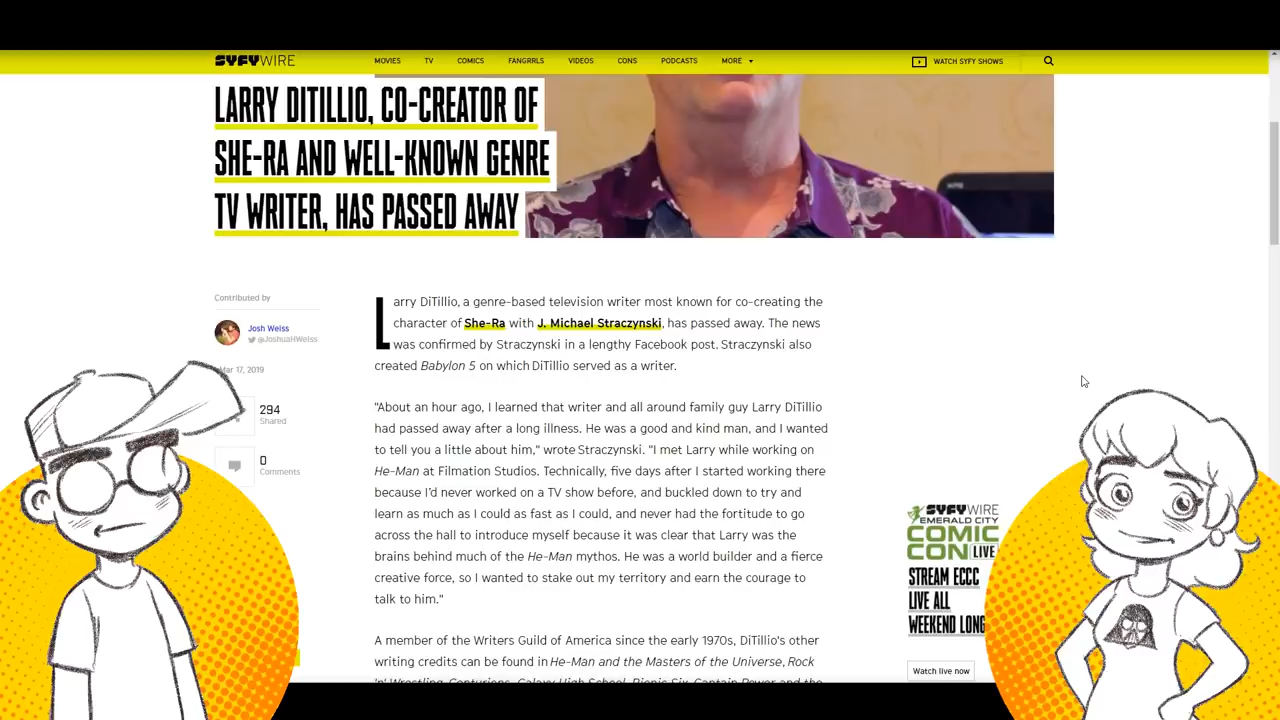 SYFYWIRE
MOVIES TV COMICS FANGRRLS VIDEOS CONS PODCASTS MORE
WATCH SYFY SHOWS
LARRY DITILLIO, CO-CREATOR OF
SHE-RA AND WELL-KNOWN GENRE
TV WRITER, HAS PASSED AWAY
Contributed by
Josh Weiss
@JoshuaHWeiss
Mar 17, 2019
294
Shared
0
Comments
Larry DiTillio, a genre-based television writer most known for co-creating the
character of She-Ra with J. Michael Straczynski, has passed away. The news
was confirmed by Straczynski in a lengthy Facebook post. Straczynski also
created Babylon 5 on which DiTillio served as a writer.
"About an hour ago, I learned that writer and all around family guy Larry DiTillio
had passed away after a long illness. He was a good and kind man, and I wanted
to tell you a little about him," wrote Straczynski. "I met Larry while working on
He-Man at Filmation Studios. Technically, five days after I started working there
because I'd never worked on a TV show before, and buckled down to try and
learn as much as I could as fast as I could, and never had the fortitude to go
across the hall to introduce myself because it was clear that Larry was the
brains behind much of the He-Man mythos. He was a world builder and a fierce
creative force, so I wanted to stake out my territory and earn the courage to
talk to him."
A member of the Writers Guild of America since the early 1970s, DiTillio's other
writing credits can be found in He-Man and the Masters of the Universe, Rock
'n' Wrestling, Centurions, Galaxy High School, Bionic Six, Captain Power and the
SYFYWIRE
EMERALD CITY
COMIC
CON LIVE
STREAM ECCC
LIVE ALL
WEEKEND LONG
Watch live now